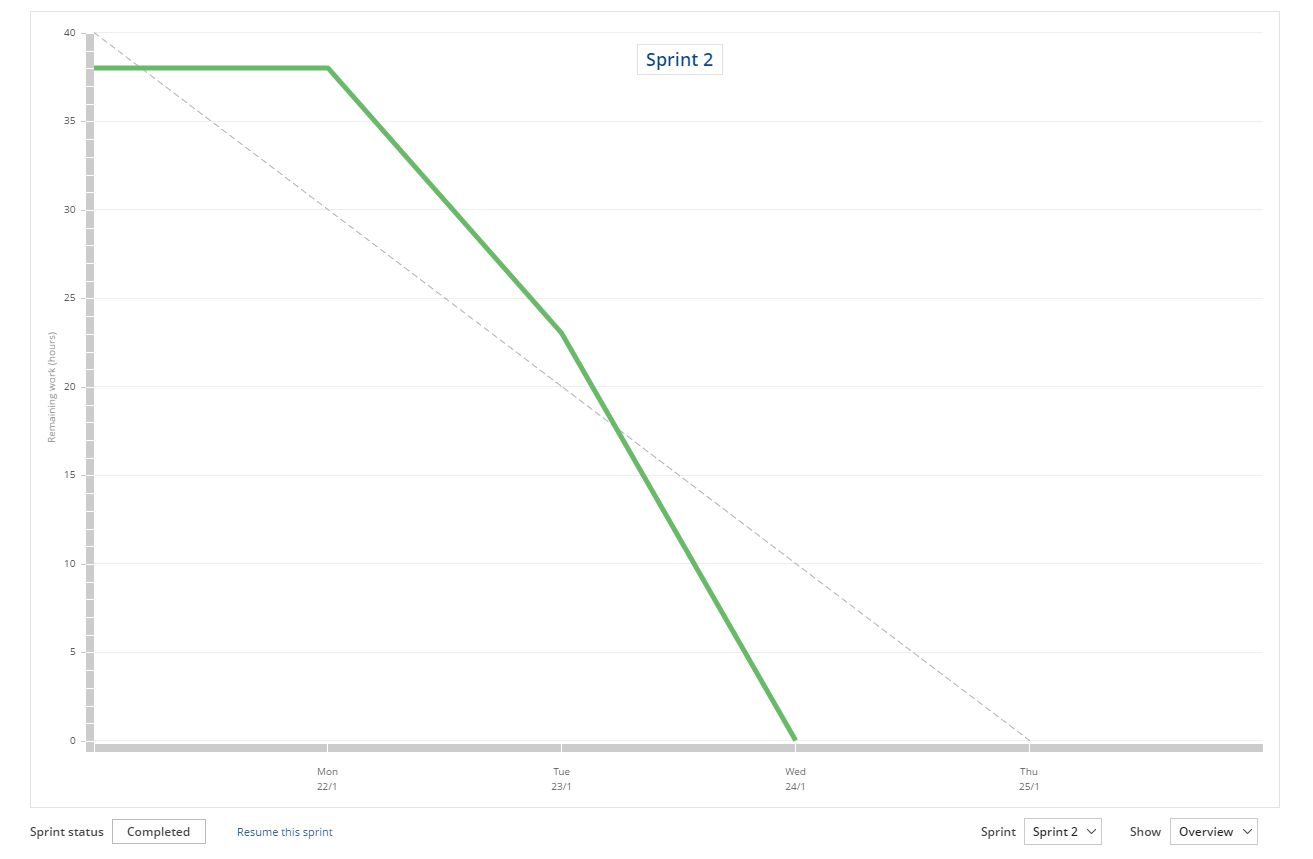 Sprint 2
40
35
30
25
20
15
10
5
0
Remaining work (hours)
Mon Tue Wed Thu
22/1 23/1 24/1 25/1
Sprint status Completed Resume this sprint Sprint Sprint 2 Show Overview